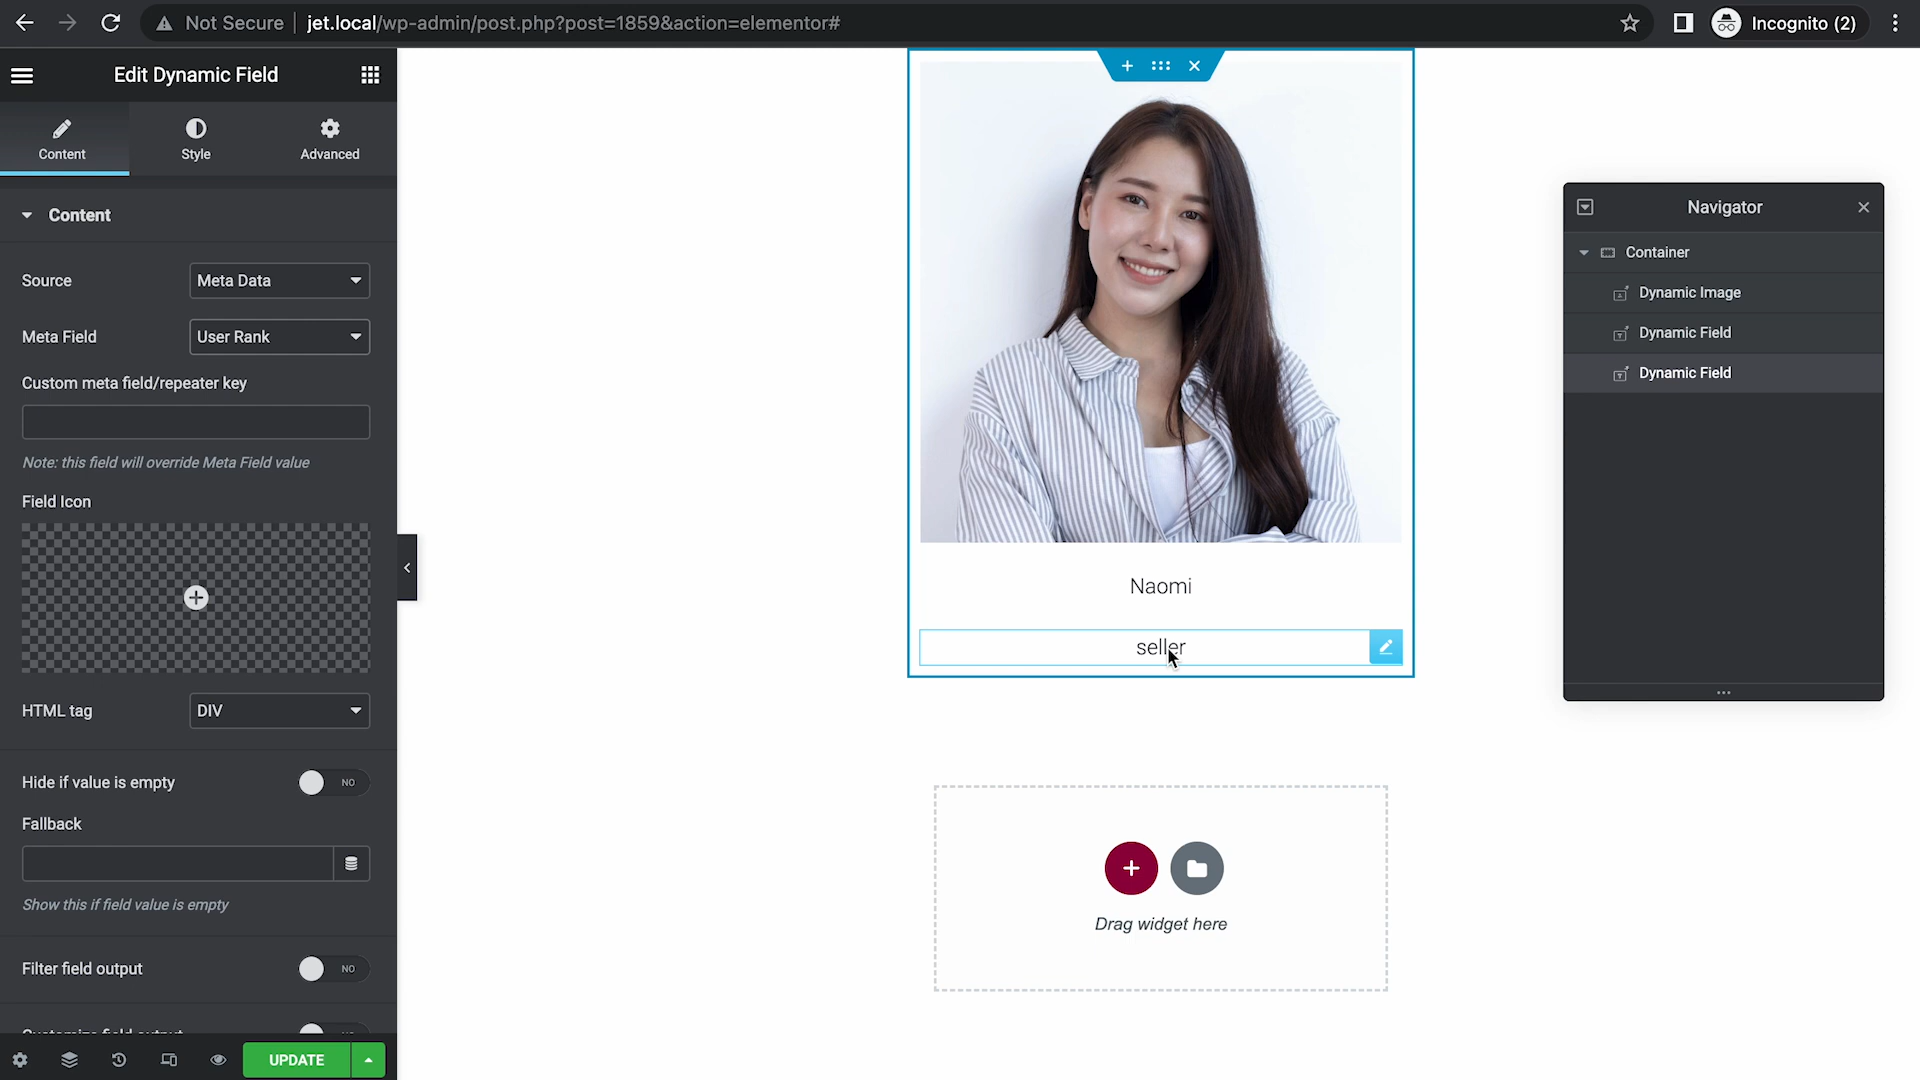 Not Secure
jet.local/wp-admin/post.php?post=1859&action=elementor#
Incognito (2)
Edit Dynamic Field
Content
Style
Advanced
Content
Source
Meta Data
Meta Field
User Rank
Custom meta field/repeater key
Note: this field will override Meta Field value
Field Icon
HTML tag
DIV
Hide if value is empty
NO
Fallback
Show this if field value is empty
Filter field output
NO
Customize field output
UPDATE
Naomi
seller
Drag widget here
Navigator
Container
Dynamic Image
Dynamic Field
Dynamic Field